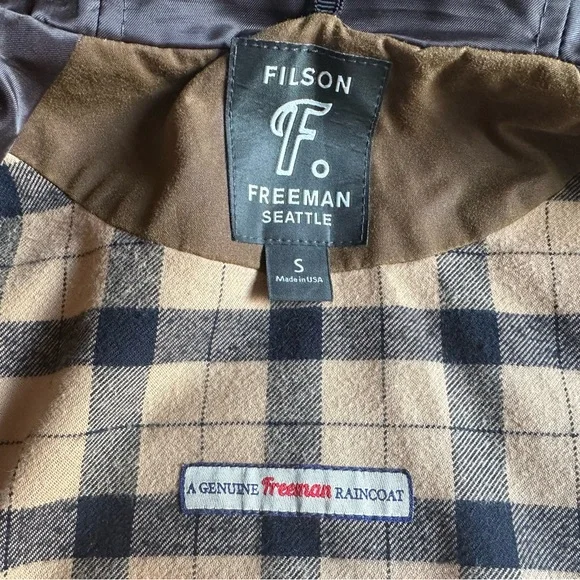 FILSON
F.
FREEMAN
SEATTLE
S
Made in USA
A GENUINE Freeman RAINCOAT